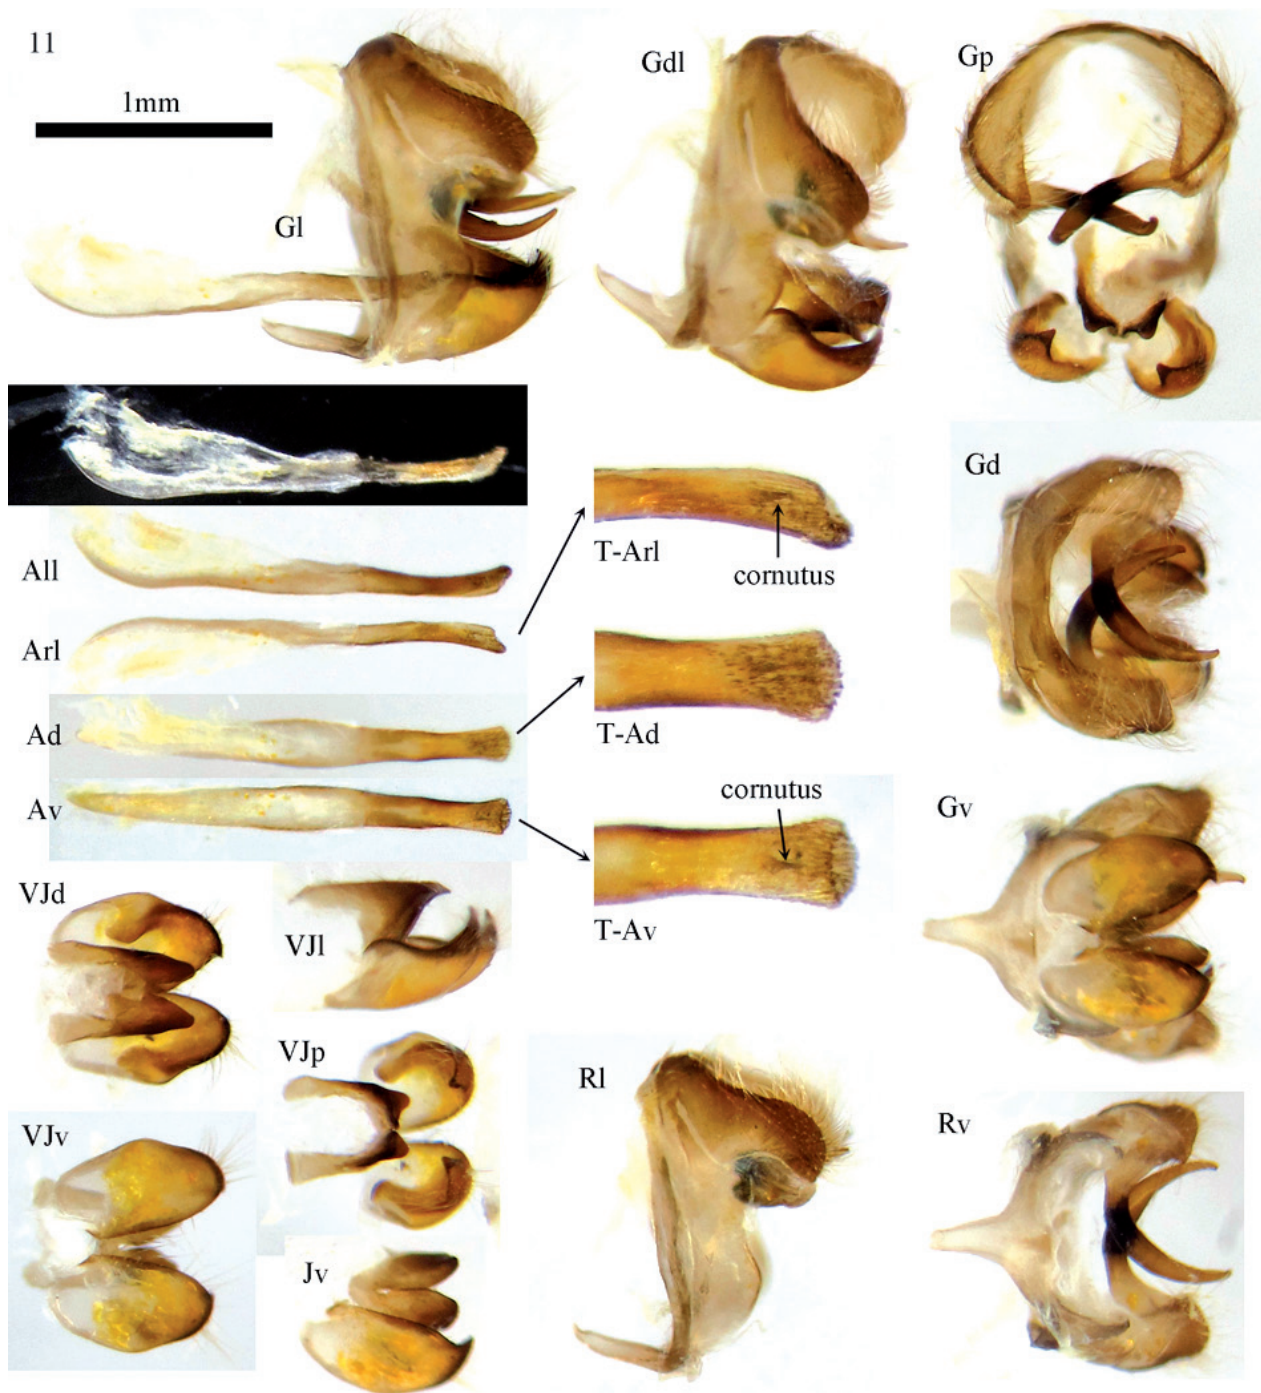 11
1mm
Gl
Gdl
Gp
All
Arl
Ad
Av
T-Arl
cornutus
T-Ad
cornutus
T-Av
Gd
Gv
VJd
VJl
VJp
VJv
Jv
Rl
Rv